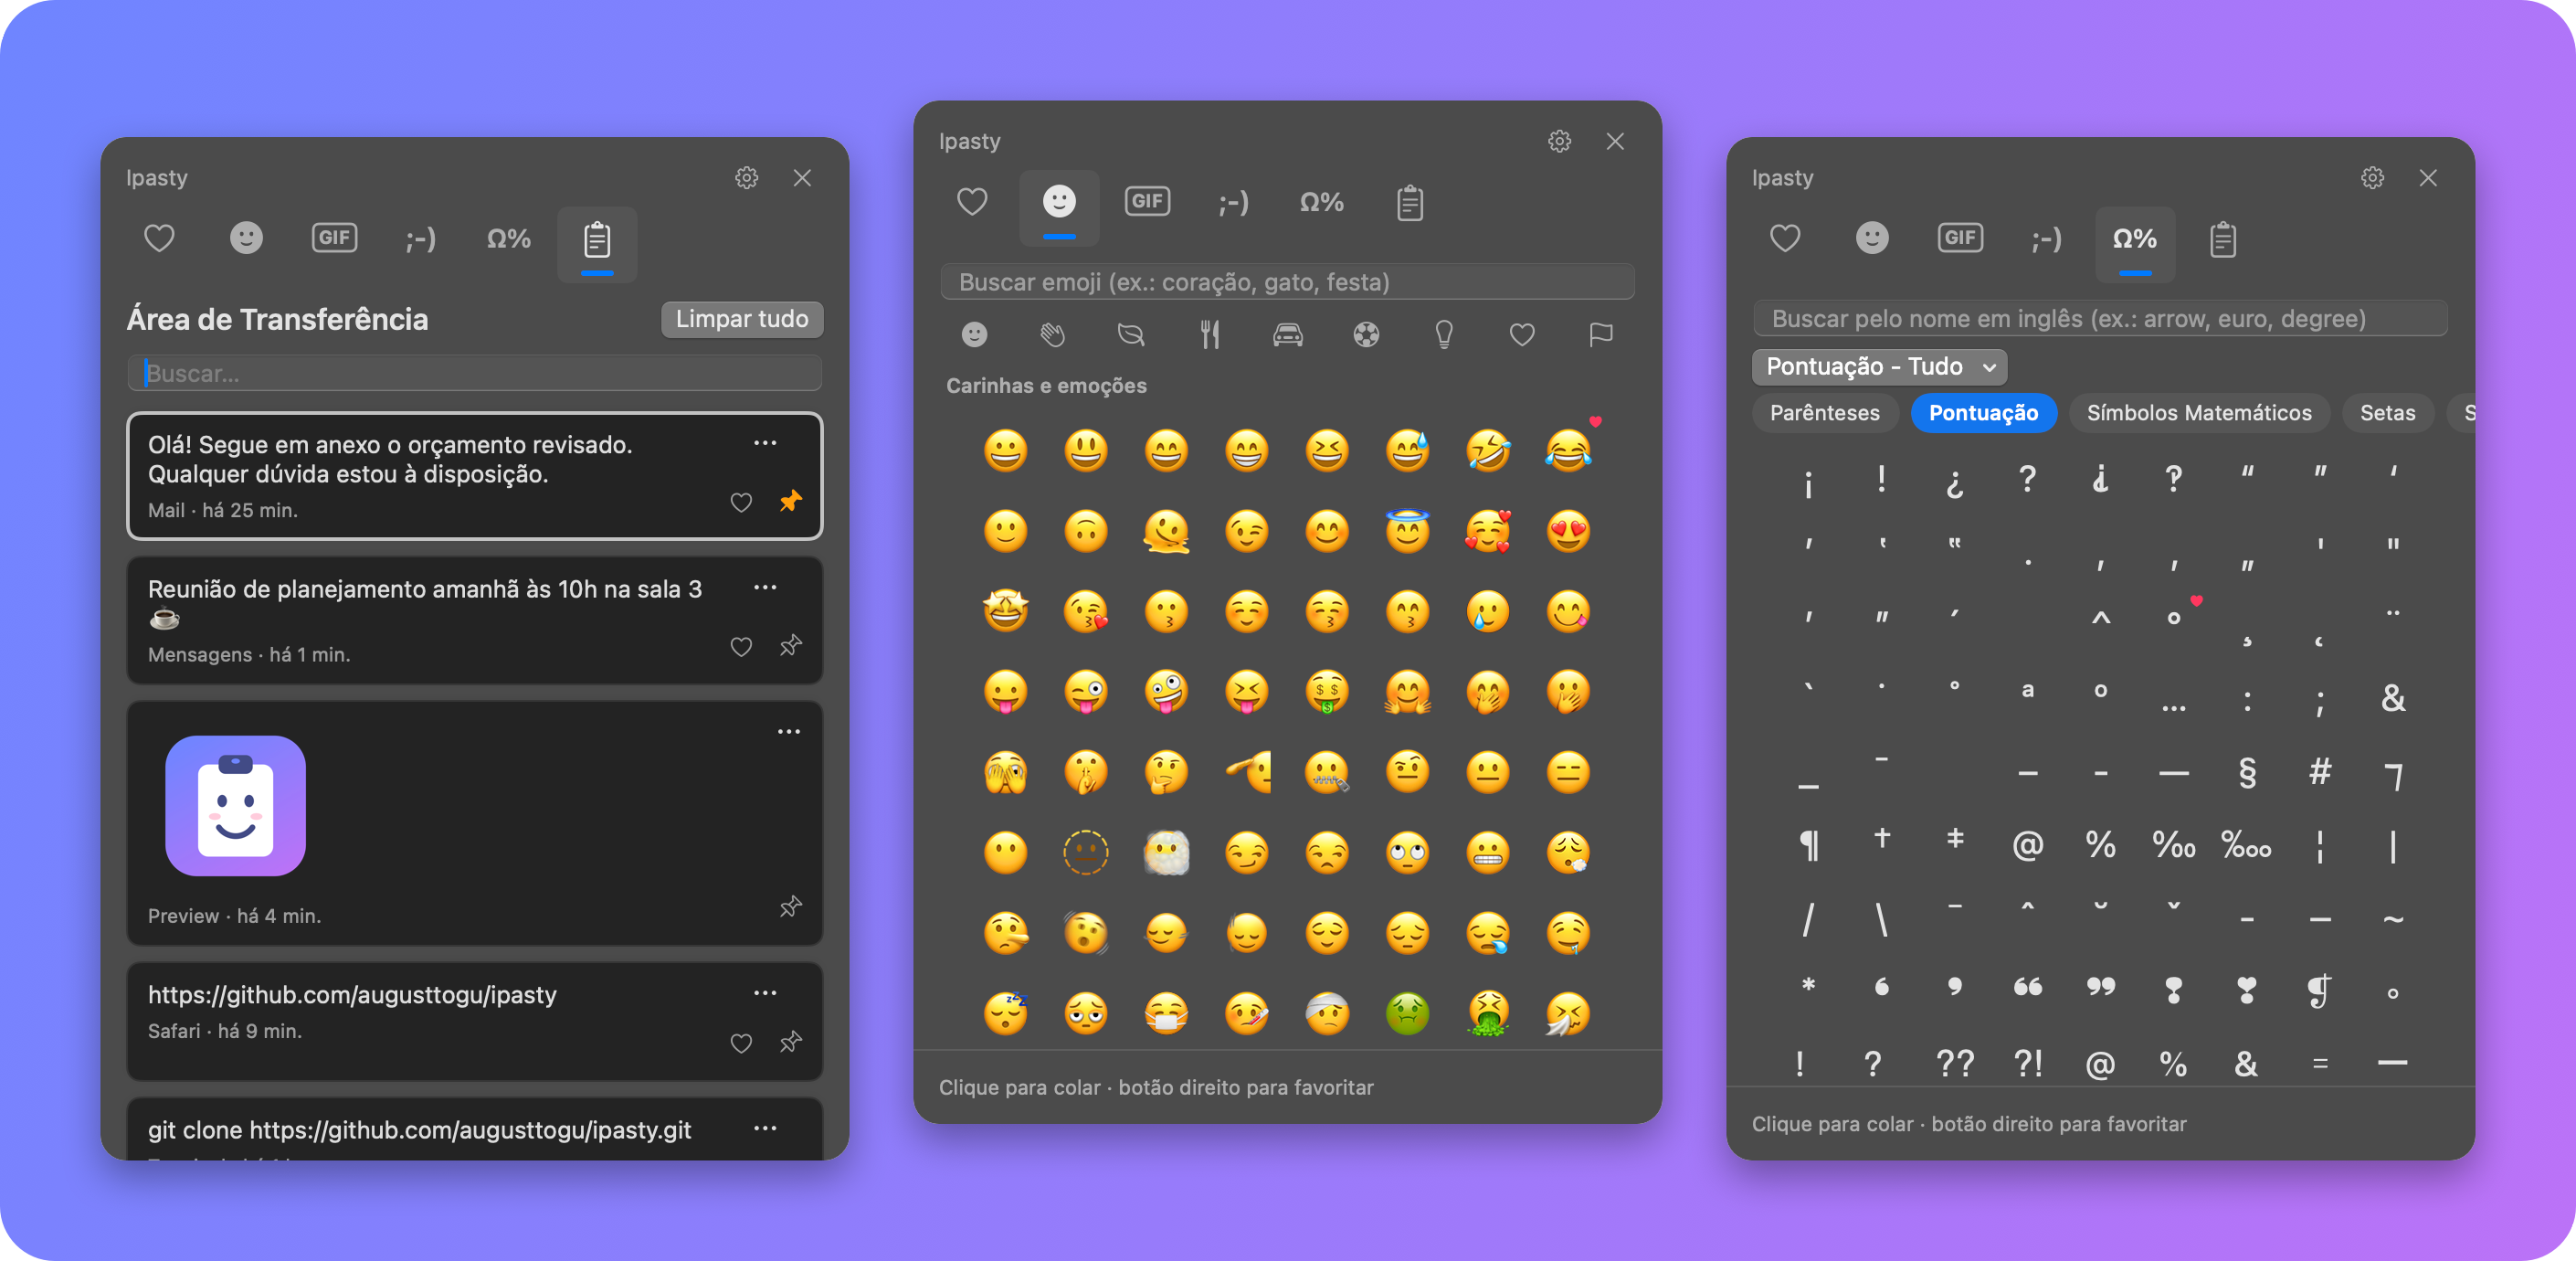 Ipasty
GIF ;-) Ω%
Área de Transferência
Limpar tudo
Buscar...
Olá! Segue em anexo o orçamento revisado.
Qualquer dúvida estou à disposição.
Mail · há 25 min.
Reunião de planejamento amanhã às 10h na sala 3
☕
Mensagens · há 1 min.
Preview · há 4 min.
https://github.com/augusttogu/ipasty
Safari · há 9 min.
git clone https://github.com/augusttogu/ipasty.git
Ipasty
GIF ;-) Ω%
Buscar emoji (ex.: coração, gato, festa)
Carinhas e emoções
Clique para colar · botão direito para favoritar
Ipasty
GIF ;-) Ω%
Buscar pelo nome em inglês (ex.: arrow, euro, degree)
Pontuação - Tudo
Parênteses Pontuação Símbolos Matemáticos Setas S
¡ ! ¿ ? ⸘ ‽ “ ” ‘
’ ‛ ‟ . , ‚ „ ' "
′ ″ ´ ^ ° ¸ ˛ ¨
` ˙ ˚ ª º … : ; &
_ ¯ – - — § # ⁊
¶ † ‡ @ % ‰ ‱ ¦ |
/ \ ˉ ˆ ˘ ˇ ‐ – ~
* ❛ ❜ ❝ ❞ ❢ ❣ ❡ 。
! ? ⁇ ⁈ @ % & = —
Clique para colar · botão direito para favoritar